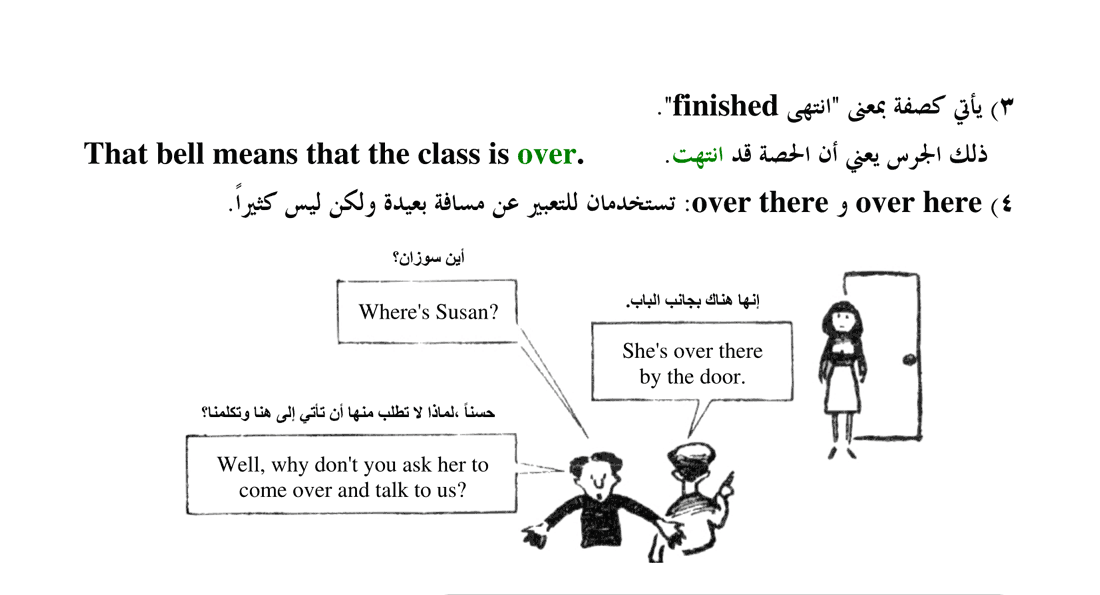 ٣) يأتي كصفة بمعنى "انتهى finished".
That bell means that the class is over.
ذلك الجرس يعني أن الحصة قد انتهت.
٤) over here و over there: تستخدمان للتعبير عن مسافة بعيدة ولكن ليس كثيراً.
أين سوزان؟
Where's Susan?
إنها هناك بجانب الباب.
She's over there
by the door.
حسناً ،لماذا لا تطلب منها أن تأتي إلى هنا وتكلمنا؟
Well, why don't you ask her to
come over and talk to us?